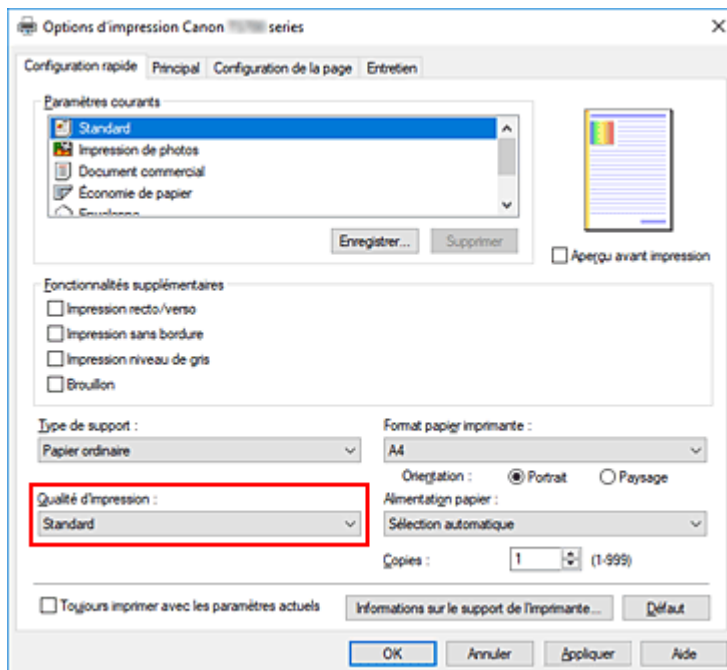 Options d'impression Canon series
Configuration rapide Principal Configuration de la page Entretien
Paramètres courants
Standard
Impression de photos
Document commercial
Économie de papier
Enregistrer... Supprimer
Aperçu avant impression
Fonctionnalités supplémentaires
Impression recto/verso
Impression sans bordure
Impression niveau de gris
Brouillon
Type de support : Format papier imprimante :
Papier ordinaire A4
Orientation : Portrait Paysage
Qualité d'impression : Alimentation papier :
Standard Sélection automatique
Copies : 1 (1-999)
Toujours imprimer avec les paramètres actuels Informations sur le support de l'imprimante... Défaut
OK Annuler Appliquer Aide